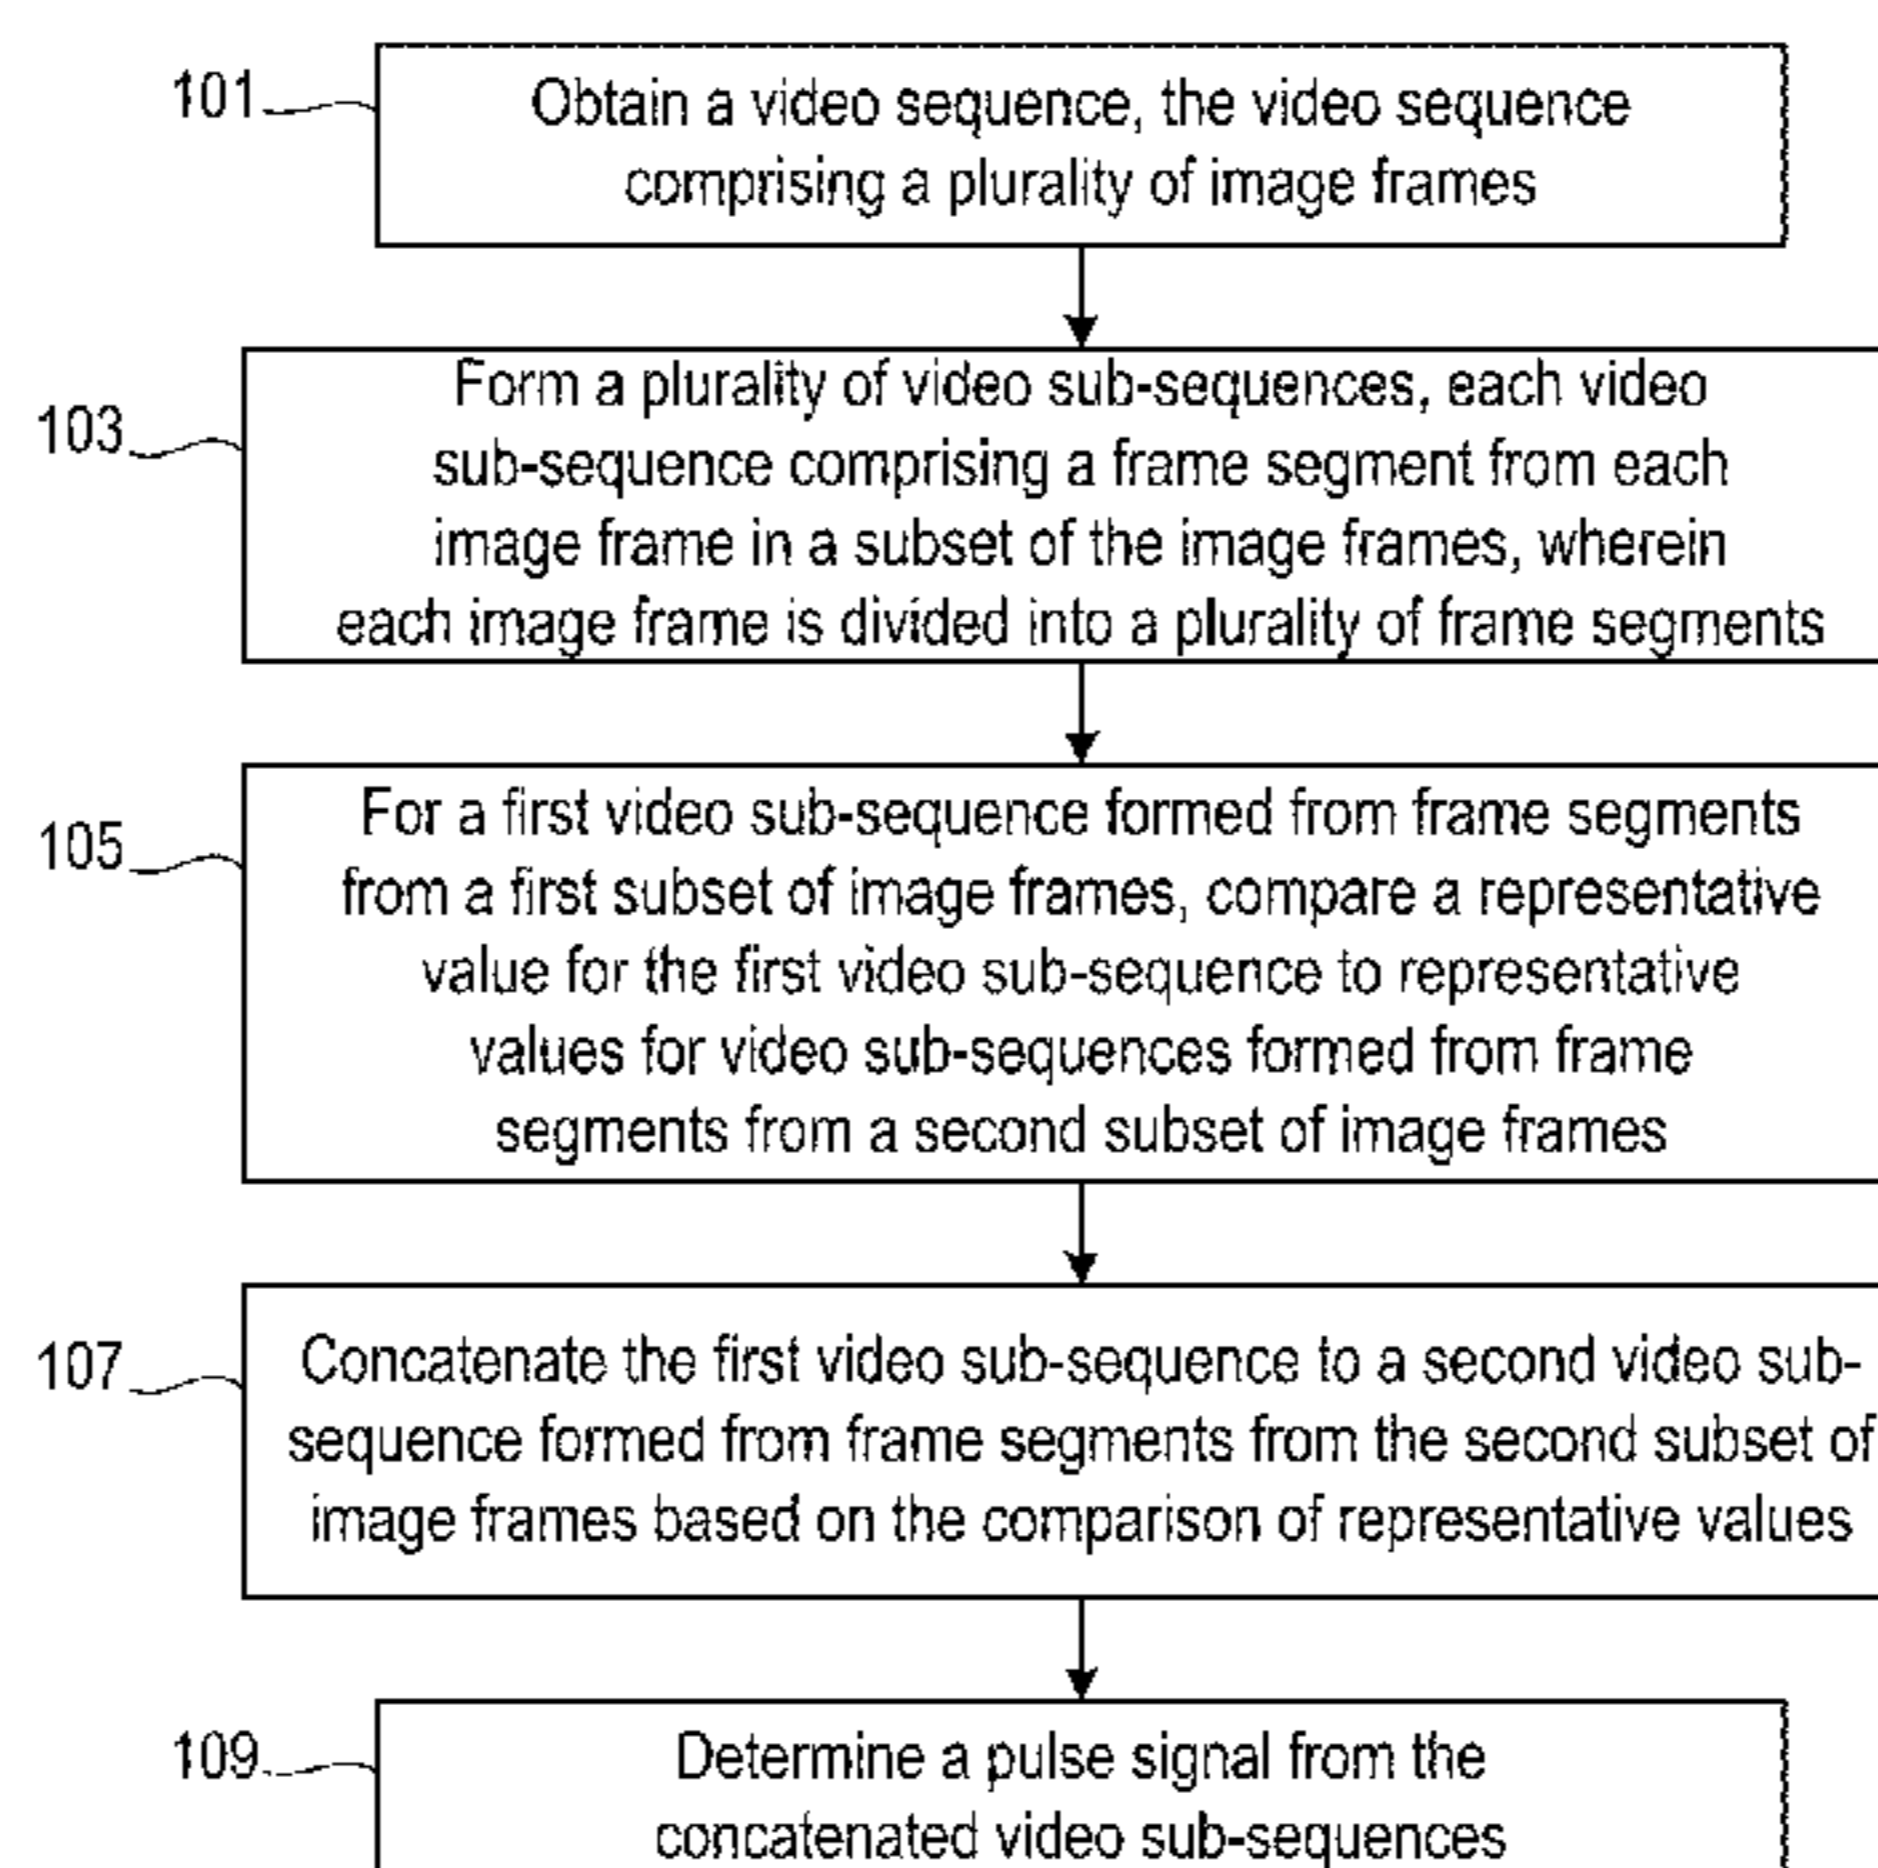 101
Obtain a video sequence, the video sequence
comprising a plurality of image frames
103
Form a plurality of video sub-sequences, each video
sub-sequence comprising a frame segment from each
image frame in a subset of the image frames, wherein
each image frame is divided into a plurality of frame segments
105
For a first video sub-sequence formed from frame segments
from a first subset of image frames, compare a representative
value for the first video sub-sequence to representative
values for video sub-sequences formed from frame
segments from a second subset of image frames
107
Concatenate the first video sub-sequence to a second video sub-
sequence formed from frame segments from the second subset of
image frames based on the comparison of representative values
109
Determine a pulse signal from the
concatenated video sub-sequences